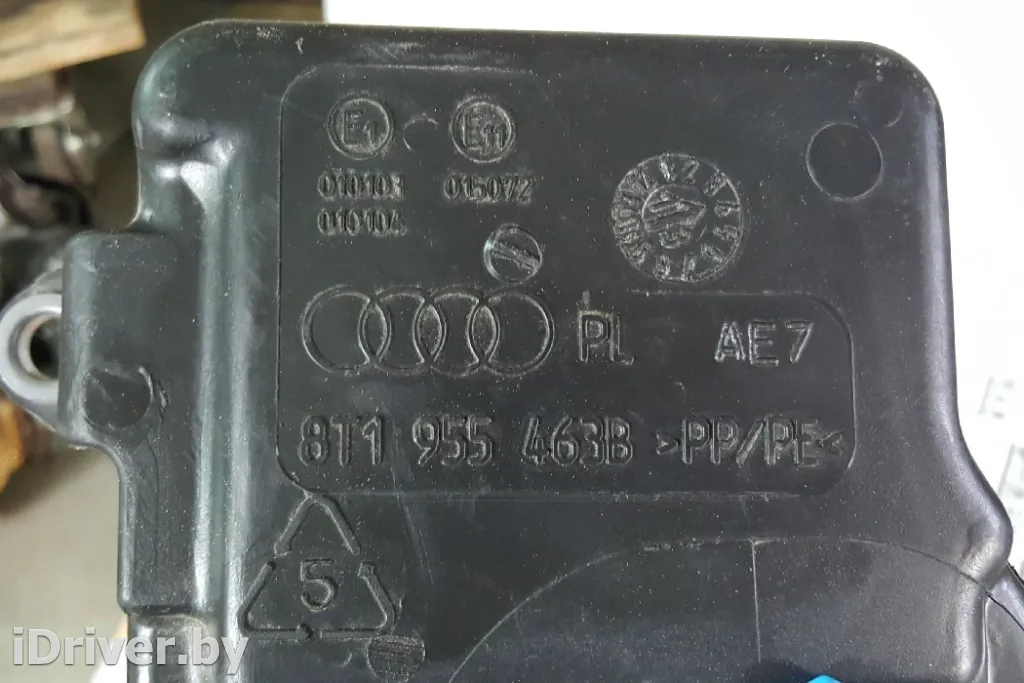 E1 E11
010103 015072
010104
PL AE7
8T1 955 463B >PP/PE<
5
iDriver.by